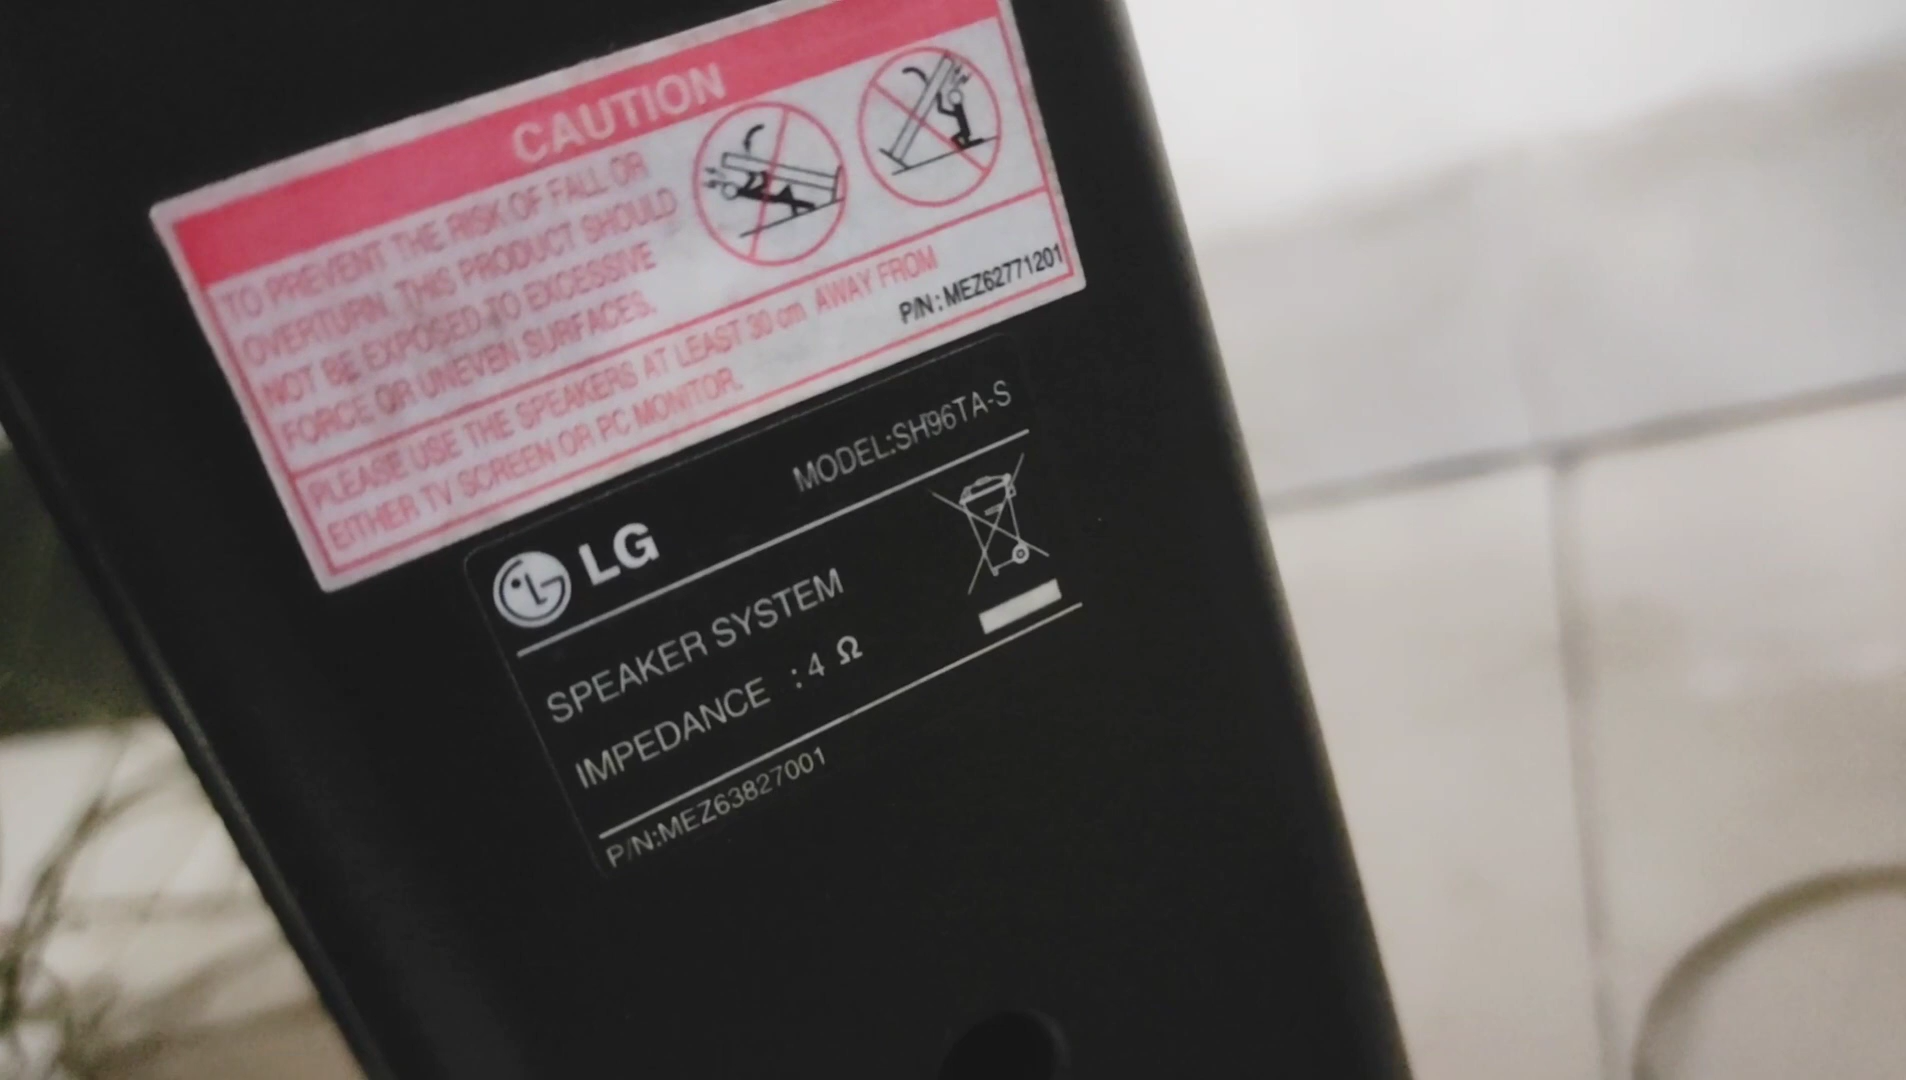 CAUTION
TO PREVENT THE RISK OF FALL OR
OVERTURN, THIS PRODUCT SHOULD
NOT BE EXPOSED TO EXCESSIVE
FORCE OR UNEVEN SURFACES.
PLEASE USE THE SPEAKERS AT LEAST 30 cm AWAY FROM
EITHER TV SCREEN OR PC MONITOR.
P/N : MEZ62771201
LG MODEL:SH96TA-S
SPEAKER SYSTEM
IMPEDANCE : 4 Ω
P/N:MEZ63827001